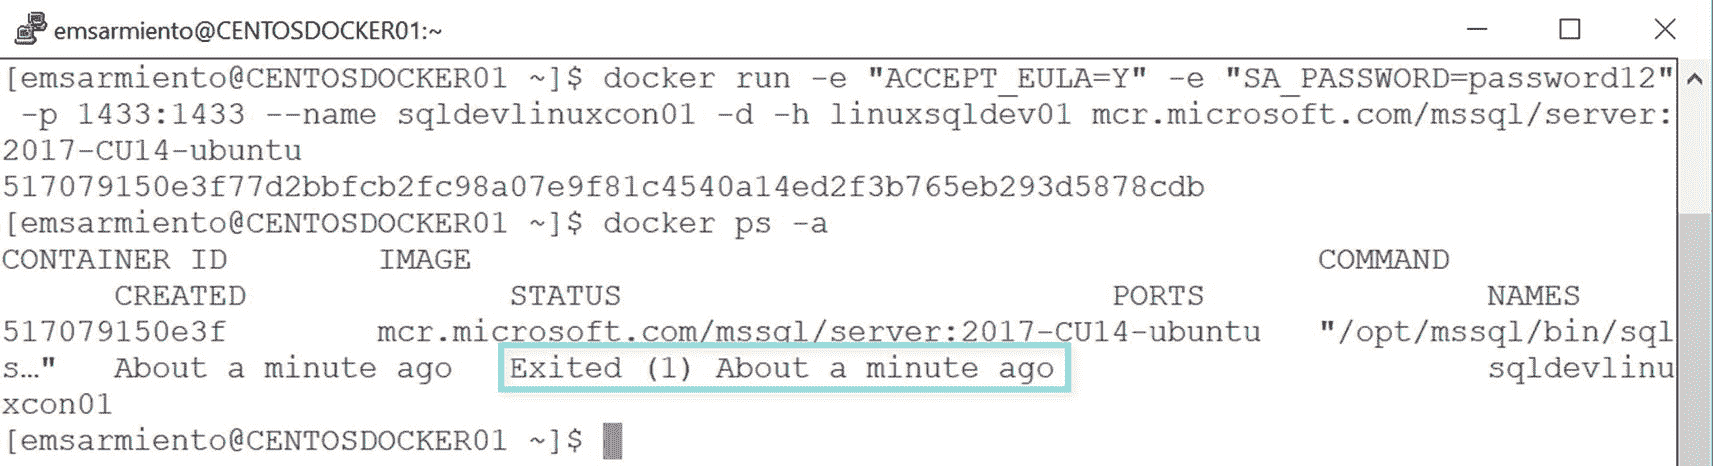 emsarmiento@CENTOSDOCKER01:~
[emsarmiento@CENTOSDOCKER01 ~]$ docker run -e "ACCEPT_EULA=Y" -e "SA_PASSWORD=password12"
-p 1433:1433 --name sqldevlinuxcon01 -d -h linuxsqldev01 mcr.microsoft.com/mssql/server:
2017-CU14-ubuntu
517079150e3f77d2bbfcb2fc98a07e9f81c4540a14ed2f3b765eb293d5878cdb
[emsarmiento@CENTOSDOCKER01 ~]$ docker ps -a
CONTAINER ID        IMAGE                                             COMMAND
      CREATED              STATUS                          PORTS               NAMES
517079150e3f        mcr.microsoft.com/mssql/server:2017-CU14-ubuntu   "/opt/mssql/bin/sql
s…"   About a minute ago   Exited (1) About a minute ago                       sqldevlinu
xcon01
[emsarmiento@CENTOSDOCKER01 ~]$